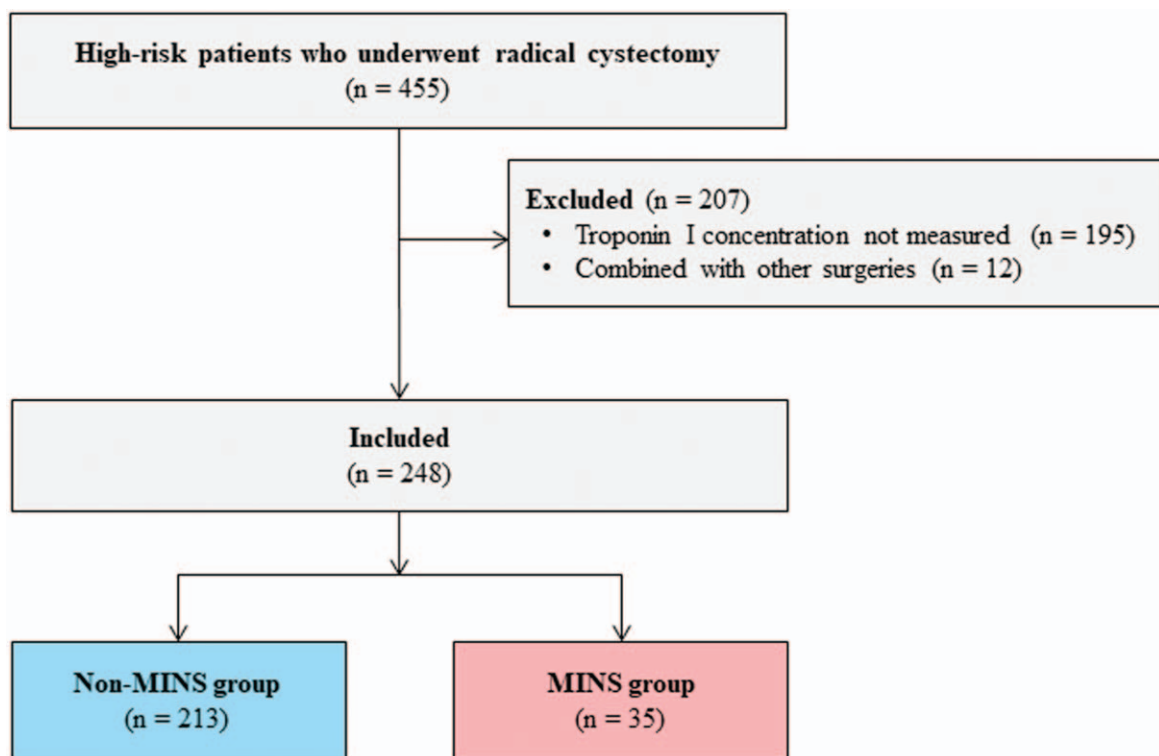 High-risk patients who underwent radical cystectomy
(n = 455)
Excluded (n = 207)
• Troponin I concentration not measured (n = 195)
• Combined with other surgeries (n = 12)
Included
(n = 248)
Non-MINS group
(n = 213)
MINS group
(n = 35)